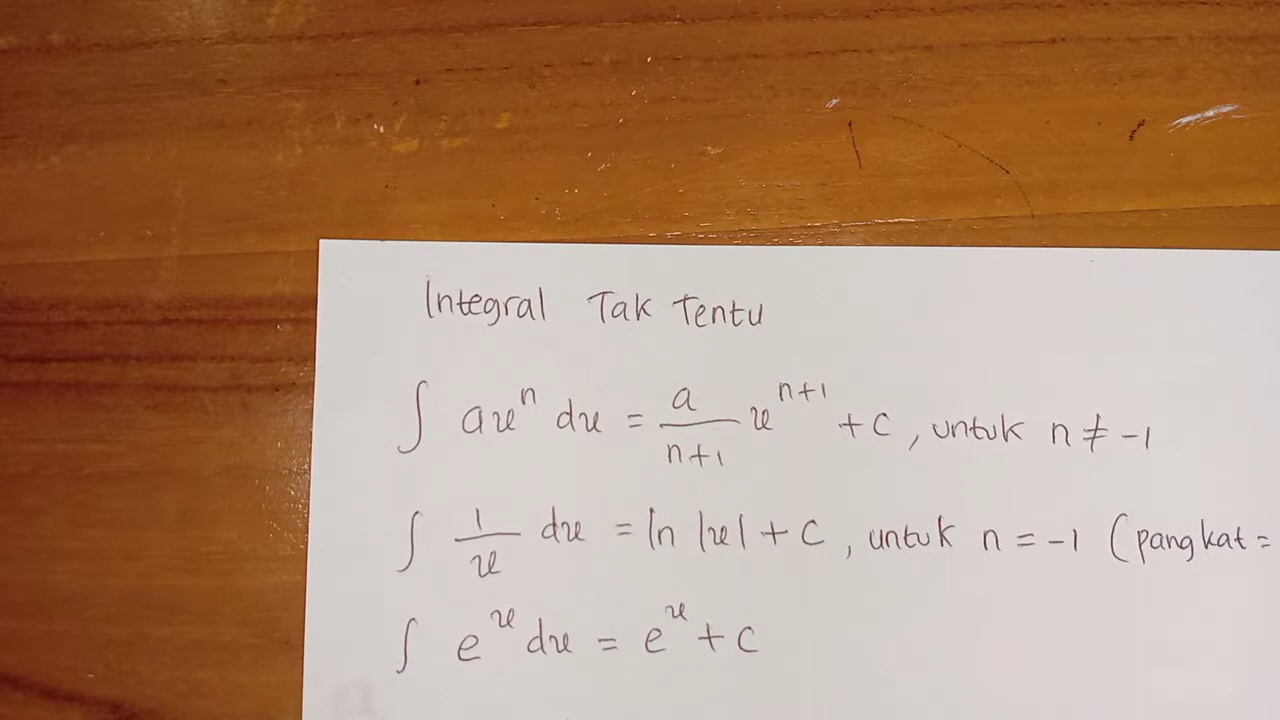 Integral Tak Tentu
∫ ax^n dx = a/(n+1) x^(n+1) + C, untuk n ≠ -1
∫ 1/x dx = ln |x| + C, untuk n = -1 (pangkat =
∫ e^x dx = e^x + C